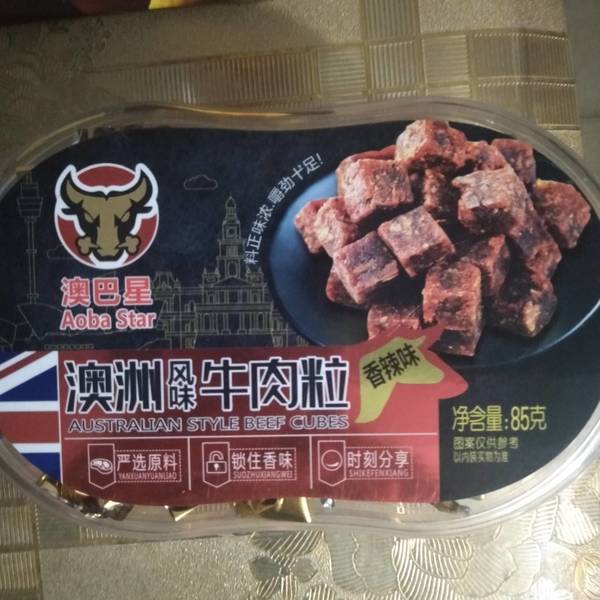 料正味浓,嚼劲十足!
澳巴星
Aoba Star
澳洲风味牛肉粒
香辣味
AUSTRALIAN STYLE BEEF CUBES
净含量:85克
图案仅供参考
以内装实物为准
严选原料
YANXUANYUANLIAO
锁住香味
SUOZHUXIANGWEI
时刻分享
SHIKEFENXIANG